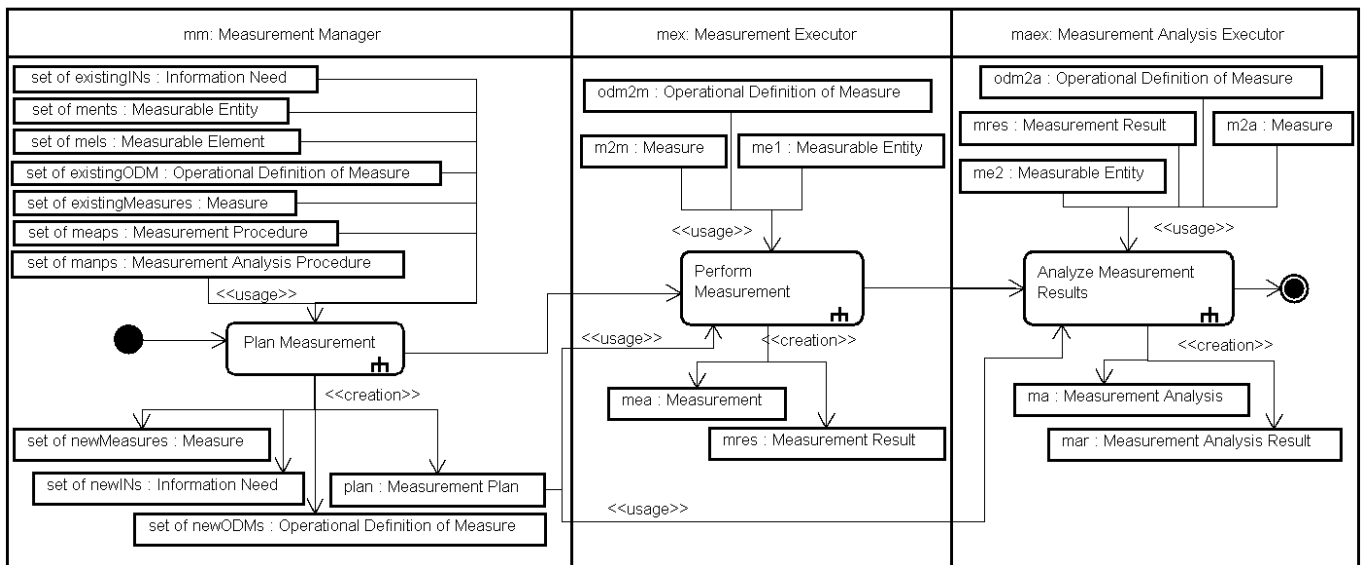 mm: Measurement Manager
mex: Measurement Executor
maex: Measurement Analysis Executor
set of existingINs : Information Need
set of ments : Measurable Entity
set of mels : Measurable Element
set of existingODM : Operational Definition of Measure
set of existingMeasures : Measure
set of meaps : Measurement Procedure
set of manps : Measurement Analysis Procedure
<<usage>>
Plan Measurement
<<creation>>
set of newMeasures : Measure
set of newINs : Information Need
plan : Measurement Plan
set of newODMs : Operational Definition of Measure
odm2m : Operational Definition of Measure
m2m : Measure
me1 : Measurable Entity
<<usage>>
Perform
Measurement
<<usage>>
<<creation>>
mea : Measurement
mres : Measurement Result
<<usage>>
odm2a : Operational Definition of Measure
mres : Measurement Result
m2a : Measure
me2 : Measurable Entity
<<usage>>
Analyze Measurement
Results
<<creation>>
ma : Measurement Analysis
mar : Measurement Analysis Result